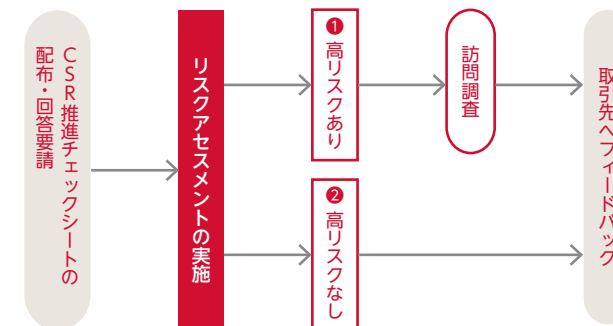 CSR推進チェックシートの
配布・回答要請
リスクアセスメントの実施
❶
高リスクあり
訪問調査
❷
高リスクなし
取引先へフィードバック